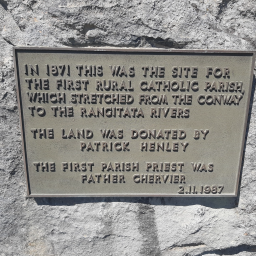 IN 1871 THIS WAS THE SITE FOR
THE FIRST RURAL CATHOLIC PARISH,
WHICH STRETCHED FROM THE CONWAY
TO THE RANGITATA RIVERS
THE LAND WAS DONATED BY
PATRICK HENLEY
THE FIRST PARISH PRIEST WAS
FATHER CHERVIER
2.11.1987